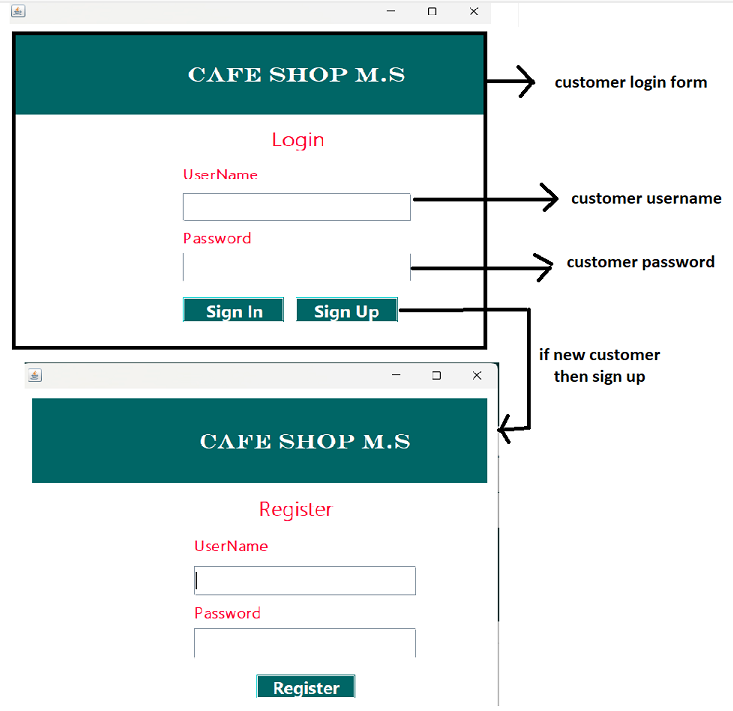 CAFE SHOP M.S
customer login form
Login
UserName
customer username
Password
customer password
Sign In
Sign Up
if new customer
then sign up
CAFE SHOP M.S
Register
UserName
Password
Register